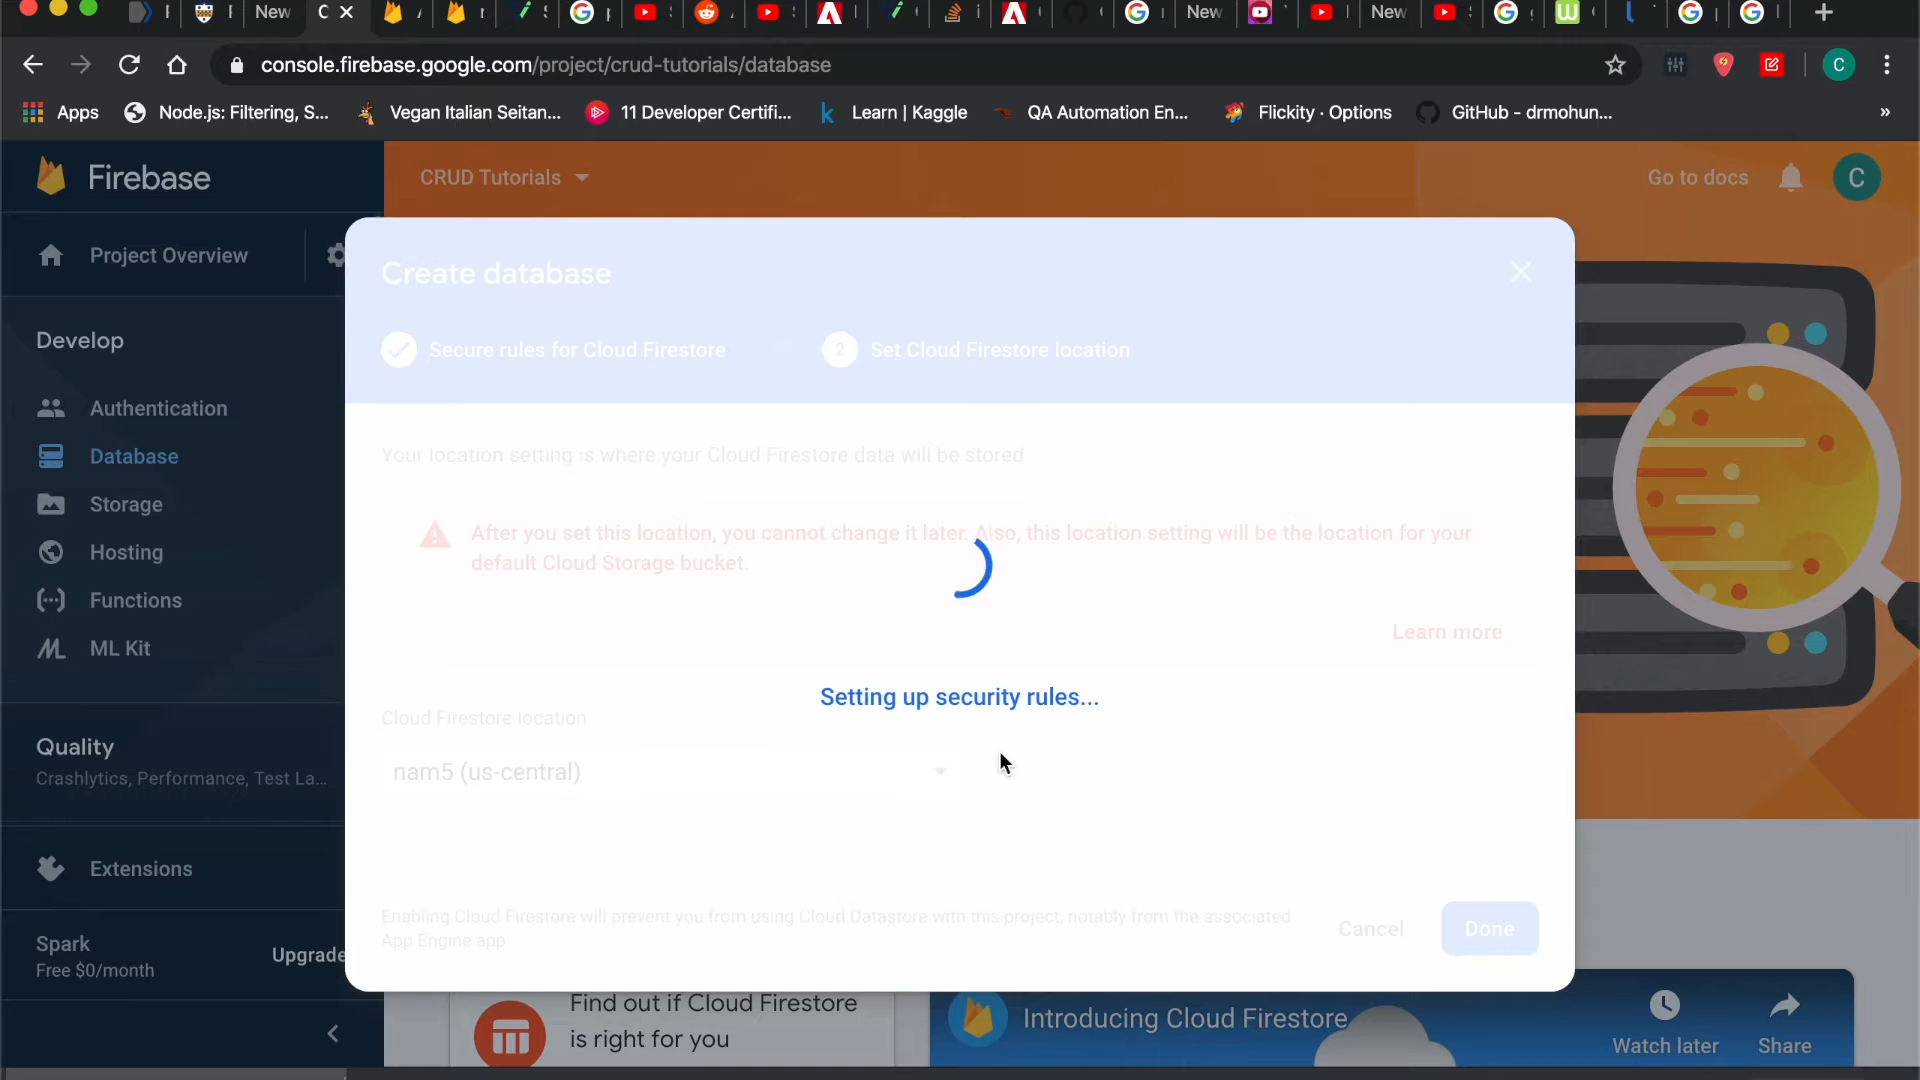 New
New
New
console.firebase.google.com/project/crud-tutorials/database
C
Apps
Node.js: Filtering, S...
Vegan Italian Seitan...
11 Developer Certifi...
Learn | Kaggle
QA Automation En...
Flickity · Options
GitHub - drmohun...
»
Firebase
CRUD Tutorials
Go to docs
C
Project Overview
Create database
Secure rules for Cloud Firestore
2
Set Cloud Firestore location
Develop
Authentication
Database
Storage
Hosting
Functions
ML Kit
Your location setting is where your Cloud Firestore data will be stored
After you set this location, you cannot change it later. Also, this location setting will be the location for your
default Cloud Storage bucket.
Learn more
Setting up security rules...
Cloud Firestore location
nam5 (us-central)
Quality
Crashlytics, Performance, Test La...
Extensions
Spark
Free $0/month
Upgrade
Enabling Cloud Firestore will prevent you from using Cloud Datastore with this project, notably from the associated
App Engine app
Cancel
Done
Find out if Cloud Firestore
is right for you
Introducing Cloud Firestore
Watch later
Share